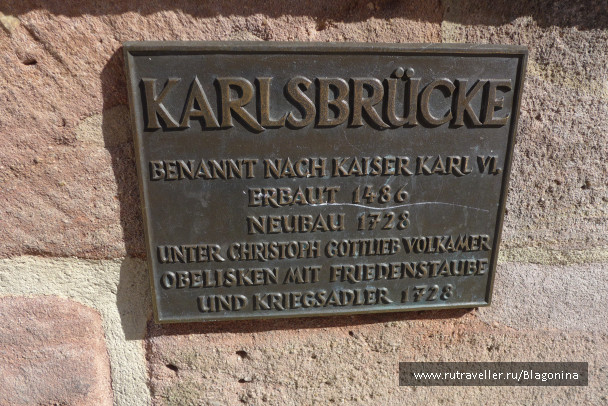 KARLSBRÜCKE
BENANNT NACH KAISER KARL VI.
ERBAUT 1486
NEUBAU 1728
UNTER CHRISTOPH GOTTLIEB VOLKAMER
OBELISKEN MIT FRIEDENSTAUBE
UND KRIEGSADLER 1728
www.rutraveller.ru/Blagonina